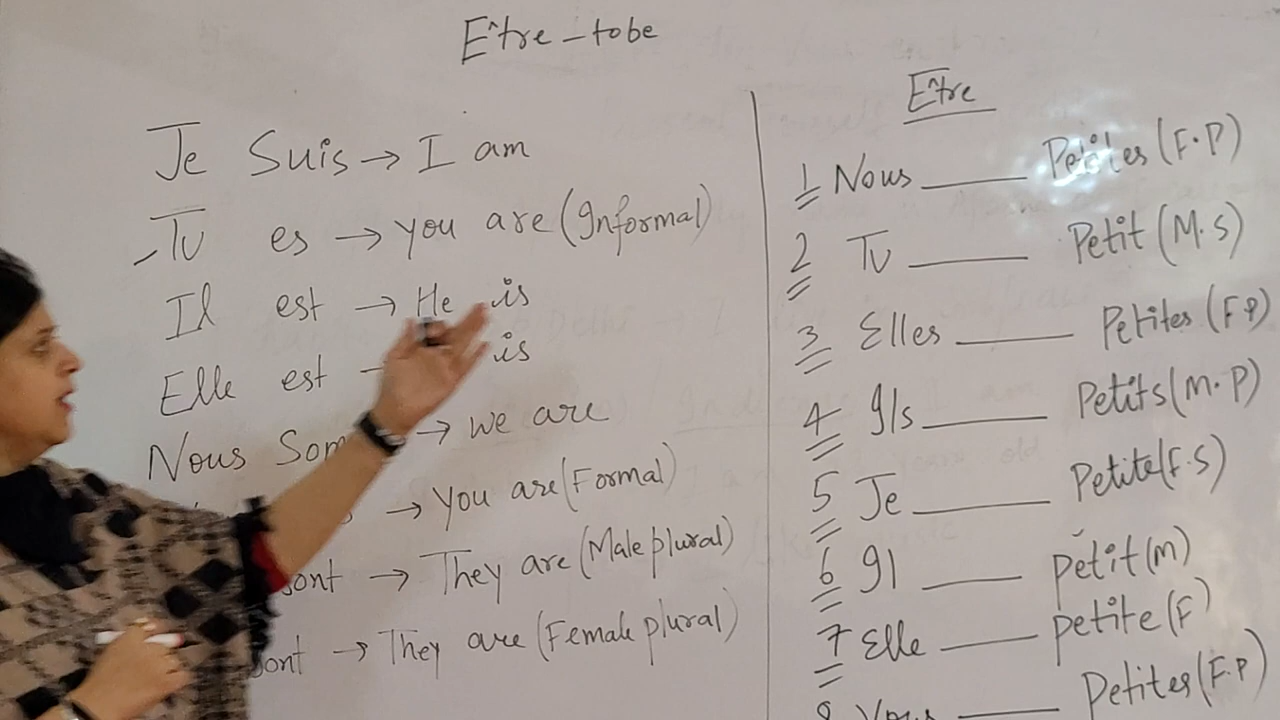 Être - to be
Je Suis → I am
Tu es → you are (Informal)
Il est → He is
Elle est → is
Nous Som → we are
→ you are (Formal)
sont → They are (Male plural)
sont → They are (Female plural)
Être
1 Nous ____ Petites (F.P)
2 Tu ____ Petit (M.S)
3 Elles ____ Petites (F.P)
4 Ils ____ Petits (M.P)
5 Je ____ Petite (F.S)
6 Il ____ petit (m)
7 Elle ____ petite (F)
8 Vous ____ Petites (F.P)